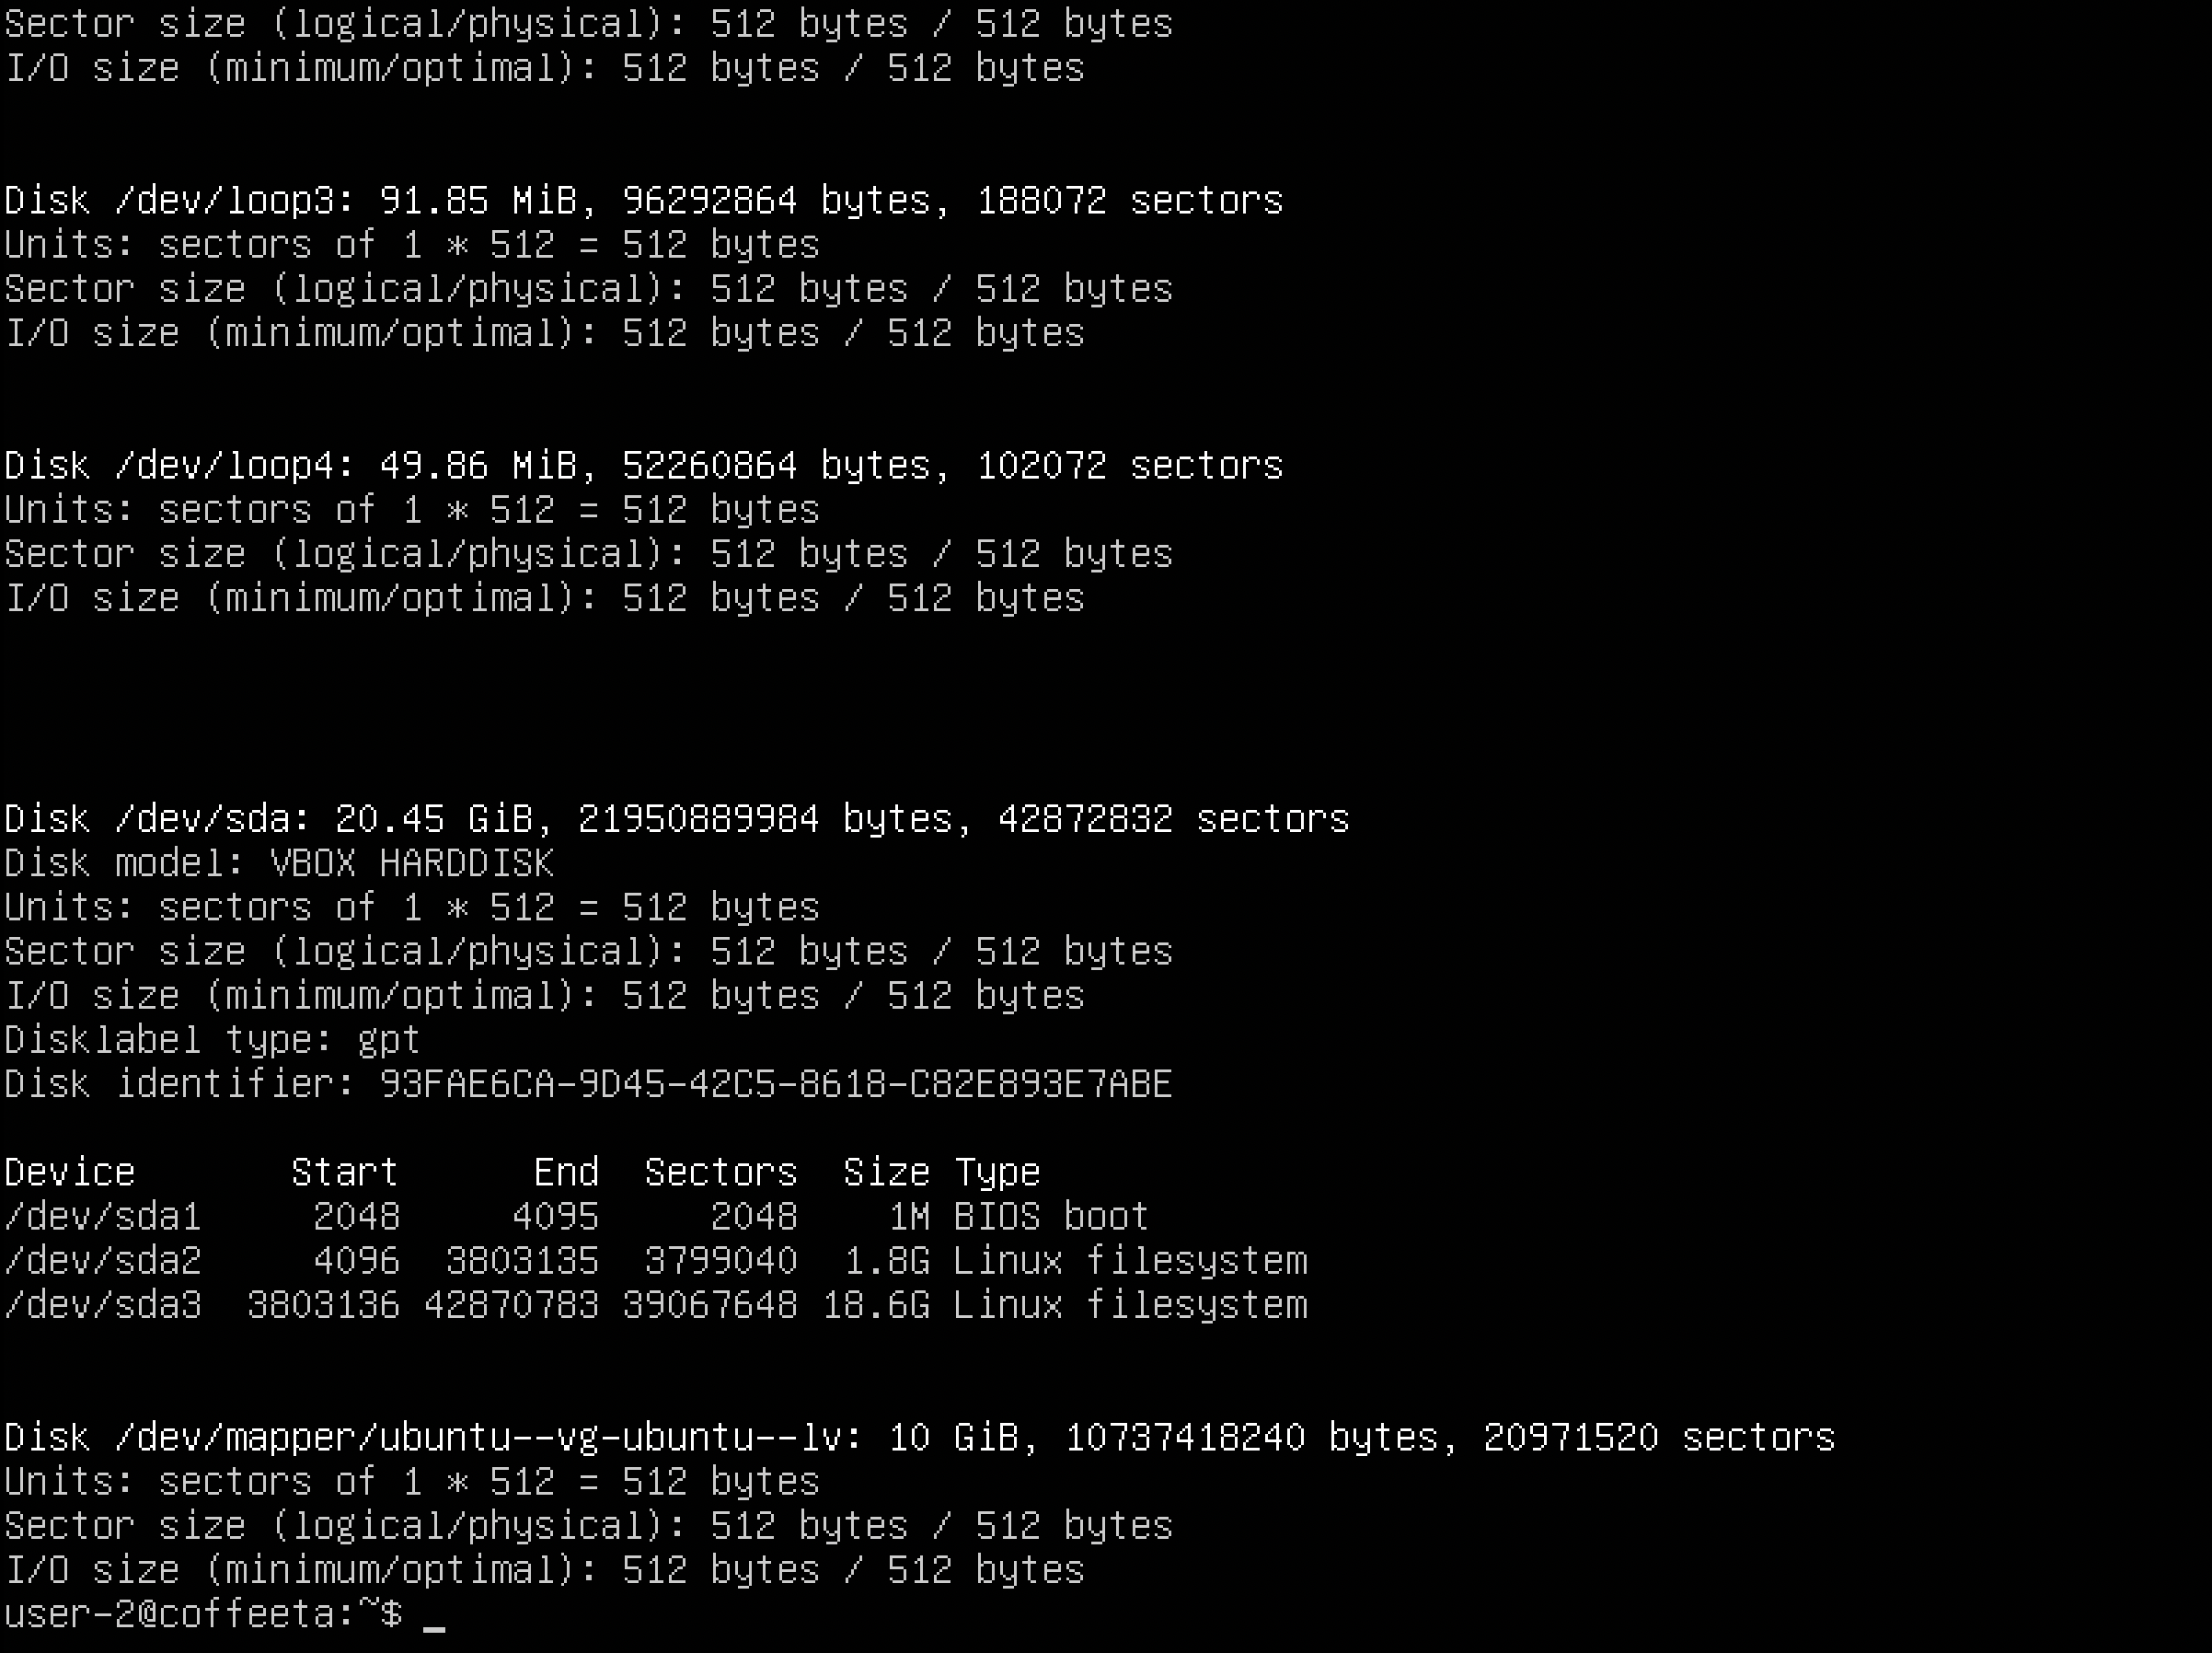 Sector size (logical/physical): 512 bytes / 512 bytes
I/O size (minimum/optimal): 512 bytes / 512 bytes
Disk /dev/loop3: 91.85 MiB, 96292864 bytes, 188072 sectors
Units: sectors of 1 * 512 = 512 bytes
Sector size (logical/physical): 512 bytes / 512 bytes
I/O size (minimum/optimal): 512 bytes / 512 bytes
Disk /dev/loop4: 49.86 MiB, 52260864 bytes, 102072 sectors
Units: sectors of 1 * 512 = 512 bytes
Sector size (logical/physical): 512 bytes / 512 bytes
I/O size (minimum/optimal): 512 bytes / 512 bytes
Disk /dev/sda: 20.45 GiB, 21950889984 bytes, 42872832 sectors
Disk model: VBOX HARDDISK
Units: sectors of 1 * 512 = 512 bytes
Sector size (logical/physical): 512 bytes / 512 bytes
I/O size (minimum/optimal): 512 bytes / 512 bytes
Disklabel type: gpt
Disk identifier: 93FAE6CA-9D45-42C5-8618-C82E893E7ABE
Device       Start      End  Sectors  Size Type
/dev/sda1     2048     4095     2048    1M BIOS boot
/dev/sda2     4096  3803135  3799040  1.8G Linux filesystem
/dev/sda3  3803136 42870783 39067648 18.6G Linux filesystem
Disk /dev/mapper/ubuntu--vg-ubuntu--lv: 10 GiB, 10737418240 bytes, 20971520 sectors
Units: sectors of 1 * 512 = 512 bytes
Sector size (logical/physical): 512 bytes / 512 bytes
I/O size (minimum/optimal): 512 bytes / 512 bytes
user-2@coffeeta:~$ _